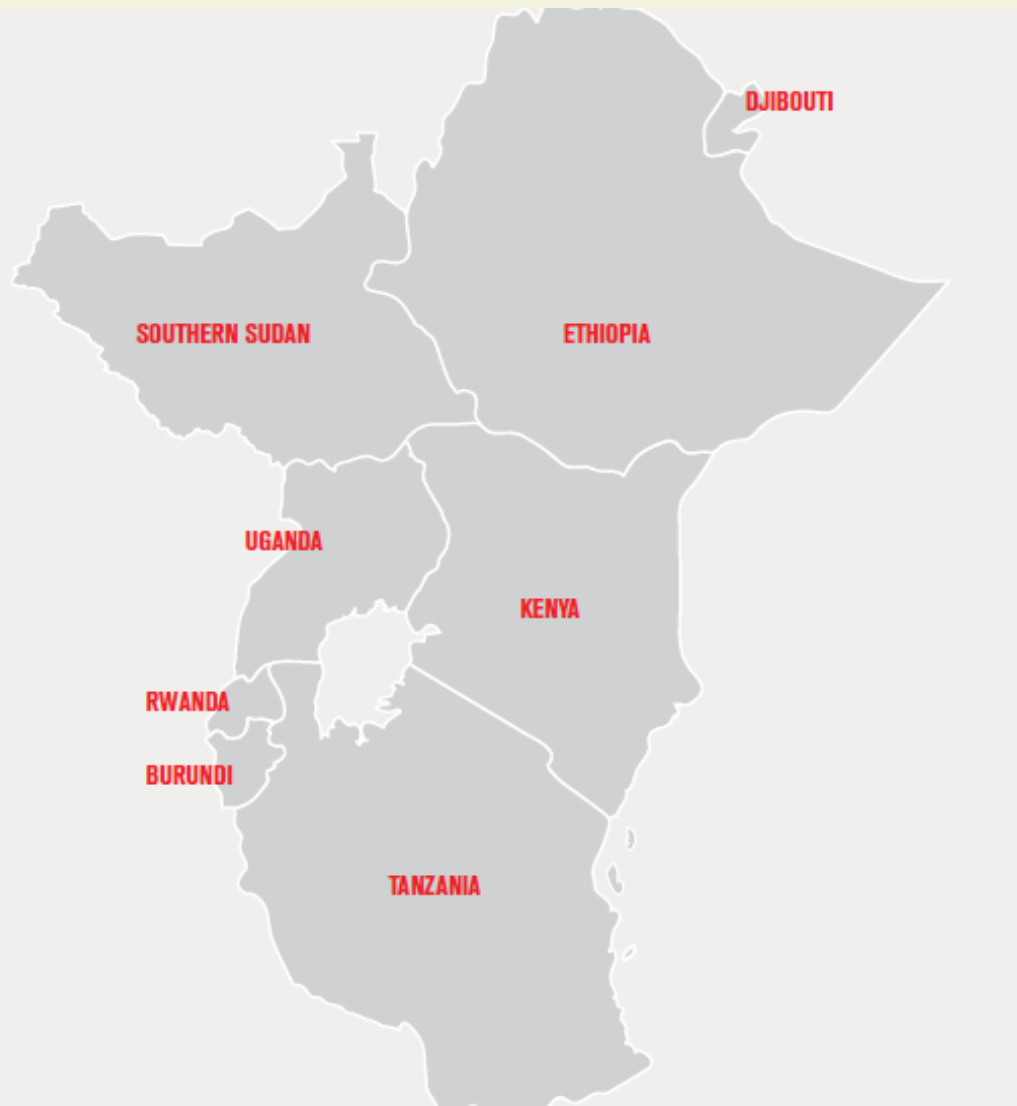 DJIBOUTI
SOUTHERN SUDAN
ETHIOPIA
UGANDA
KENYA
RWANDA
BURUNDI
TANZANIA